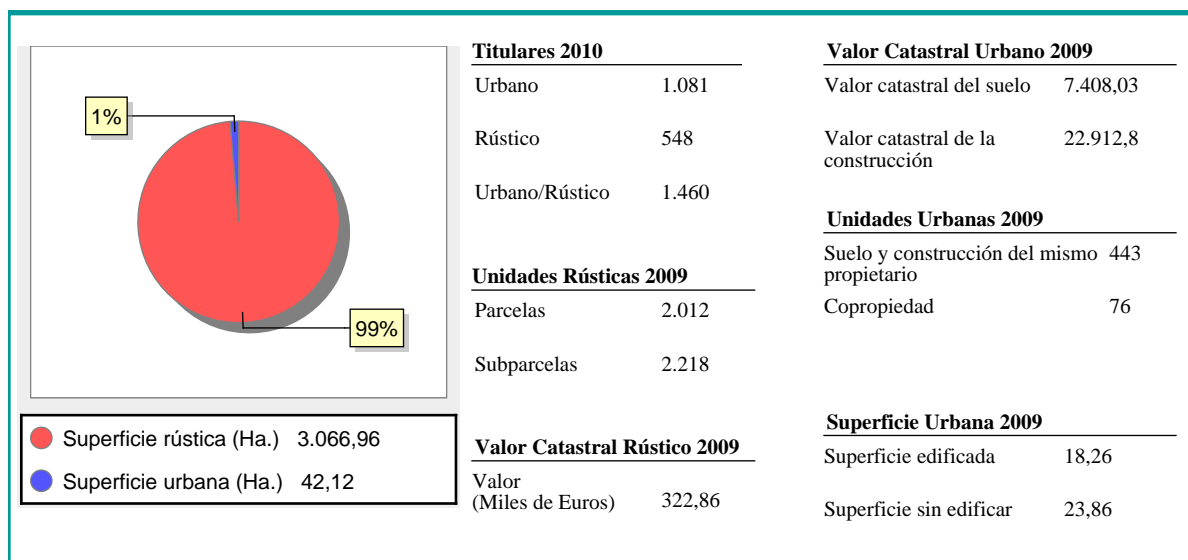 1%
99%
Superficie rústica (Ha.) 3.066,96
Superficie urbana (Ha.) 42,12
Titulares 2010
Urbano 1.081
Rústico 548
Urbano/Rústico 1.460
Unidades Rústicas 2009
Parcelas 2.012
Subparcelas 2.218
Valor Catastral Rústico 2009
Valor
(Miles de Euros) 322,86
Valor Catastral Urbano 2009
Valor catastral del suelo 7.408,03
Valor catastral de la 22.912,8
construcción
Unidades Urbanas 2009
Suelo y construcción del mismo 443
propietario
Copropiedad 76
Superficie Urbana 2009
Superficie edificada 18,26
Superficie sin edificar 23,86